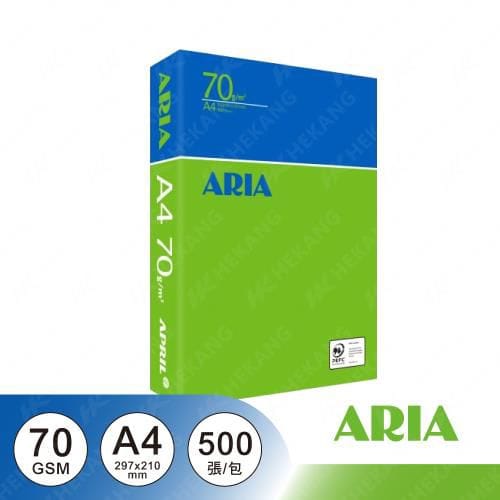 70g/m²
A4
ARIA
ARIA
A4 70g/m²
APRIL
PEFC
HEKANG
70
GSM
A4
297x210
mm
500
張/包
ARIA